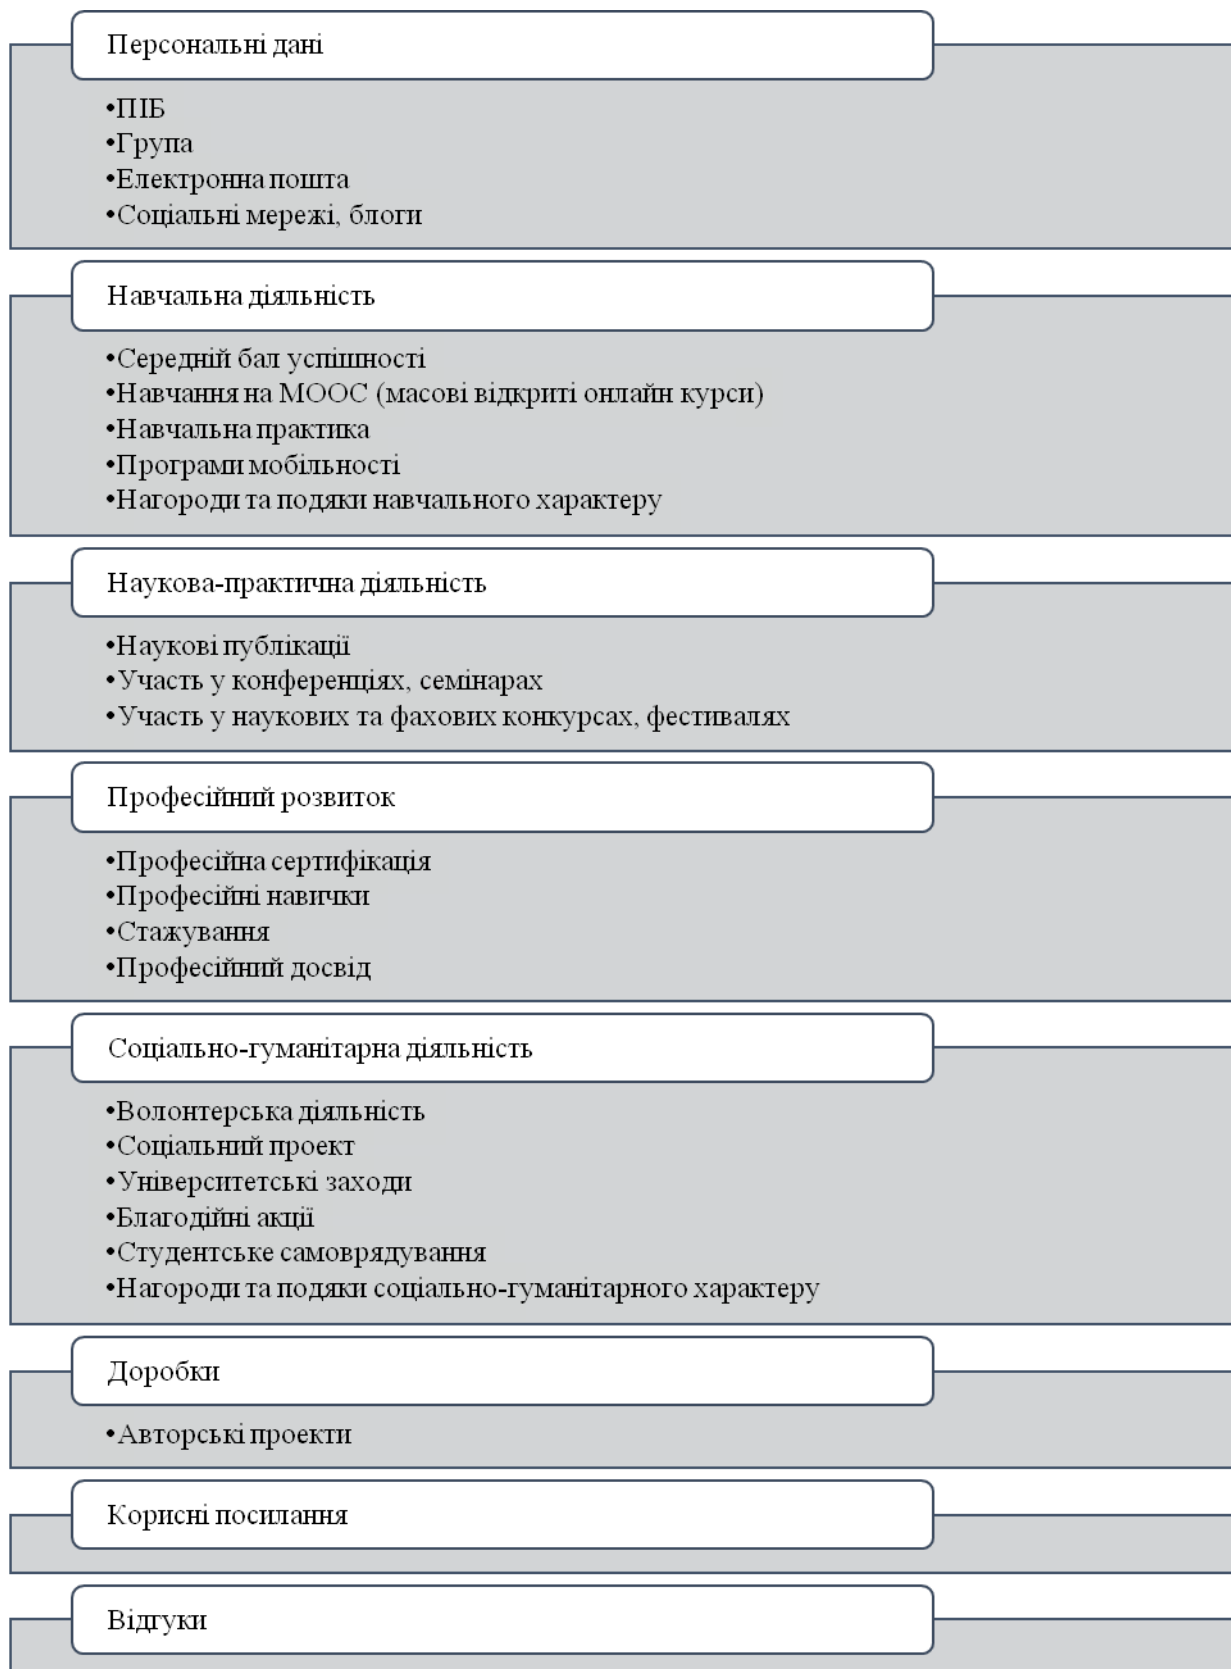 Персональні дані
•ПІБ
•Група
•Електронна пошта
•Соціальні мережі, блоги
Навчальна діяльність
•Середній бал успішності
•Навчання на МООС (масові відкриті онлайн курси)
•Навчальна практика
•Програми мобільності
•Нагороди та подяки навчального характеру
Наукова-практична діяльність
•Наукові публікації
•Участь у конференціях, семінарах
•Участь у наукових та фахових конкурсах, фестивалях
Професійний розвиток
•Професійна сертифікація
•Професійні навички
•Стажування
•Професійний досвід
Соціально-гуманітарна діяльність
•Волонтерська діяльність
•Соціальний проект
•Університетські заходи
•Благодійні акції
•Студентське самоврядування
•Нагороди та подяки соціально-гуманітарного характеру
Доробки
•Авторські проекти
Корисні посилання
Відгуки